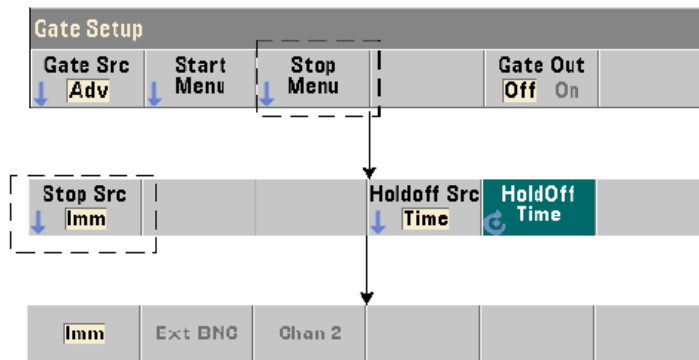 Gate Setup
Gate Src Start Stop Gate Out
Adv Menu Menu Off On
Stop Src Holdoff Src HoldOff
Imm Time Time
Imm Ext BNC Chan 2